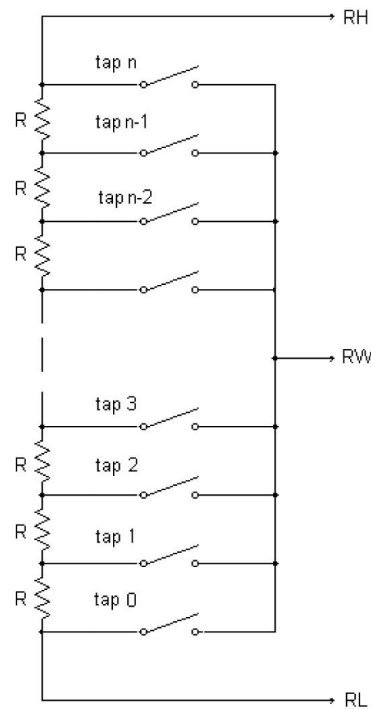 RH
tap n
R
tap n-1
R
tap n-2
R
RW
tap 3
R
tap 2
R
tap 1
R
tap 0
RL